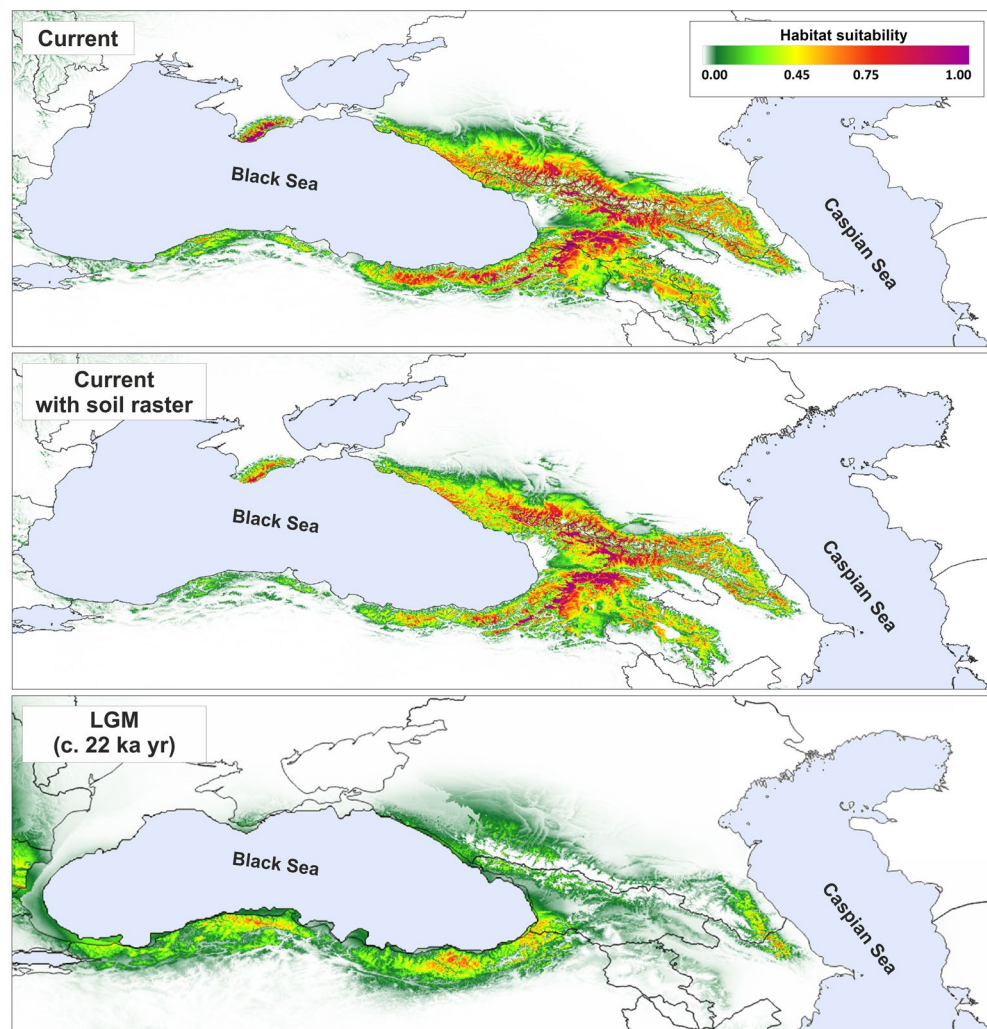 Current
Habitat suitability
0.00 0.45 0.75 1.00
Black Sea
Caspian Sea
Current
with soil raster
Black Sea
Caspian Sea
LGM
(c. 22 ka yr)
Black Sea
Caspian Sea